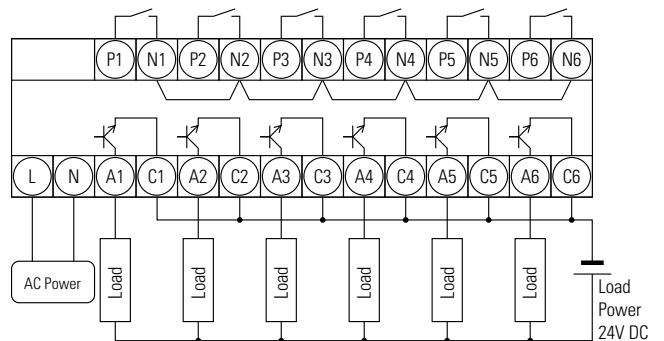 P1 N1 P2 N2 P3 N3 P4 N4 P5 N5 P6 N6
L N A1 C1 A2 C2 A3 C3 A4 C4 A5 C5 A6 C6
AC Power
Load
Load
Load
Load
Load
Load
Load
Power
24V DC